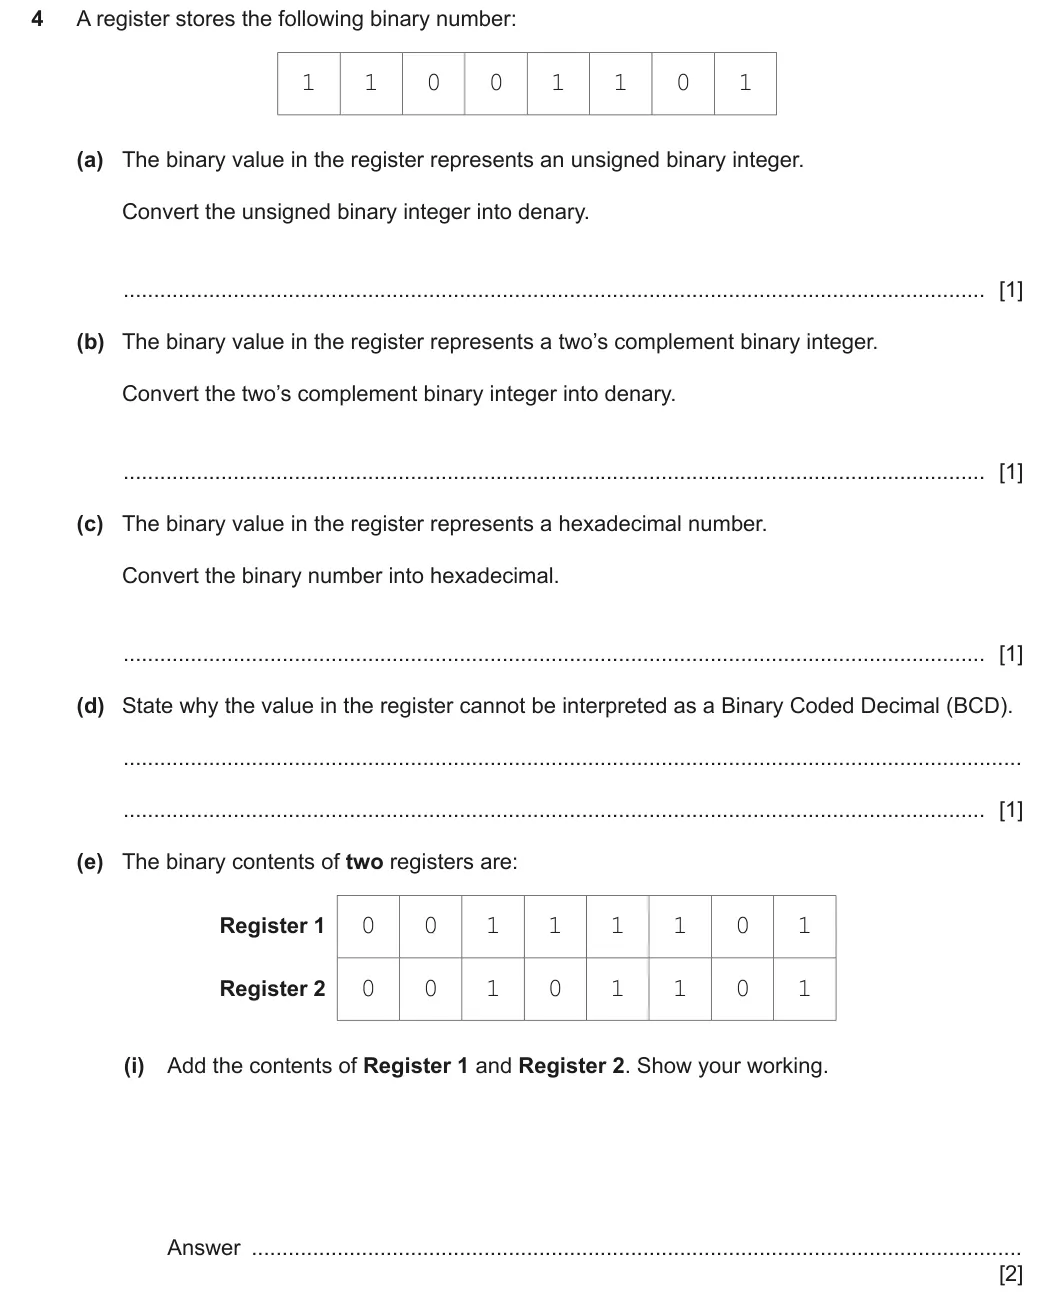 4 A register stores the following binary number:
1 1 0 0 1 1 0 1
(a) The binary value in the register represents an unsigned binary integer.
Convert the unsigned binary integer into denary.
.............................................................................................................................................. [1]
(b) The binary value in the register represents a two’s complement binary integer.
Convert the two’s complement binary integer into denary.
.............................................................................................................................................. [1]
(c) The binary value in the register represents a hexadecimal number.
Convert the binary number into hexadecimal.
.............................................................................................................................................. [1]
(d) State why the value in the register cannot be interpreted as a Binary Coded Decimal (BCD).
....................................................................................................................................................
.............................................................................................................................................. [1]
(e) The binary contents of two registers are:
Register 1 0 0 1 1 1 1 0 1
Register 2 0 0 1 0 1 1 0 1
(i) Add the contents of Register 1 and Register 2. Show your working.
Answer ...............................................................................................................................
[2]